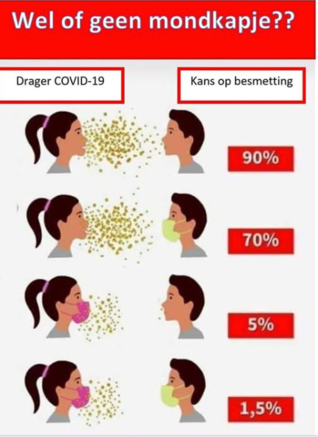 Wel of geen mondkapje??
Drager COVID-19
Kans op besmetting
90%
70%
5%
1,5%